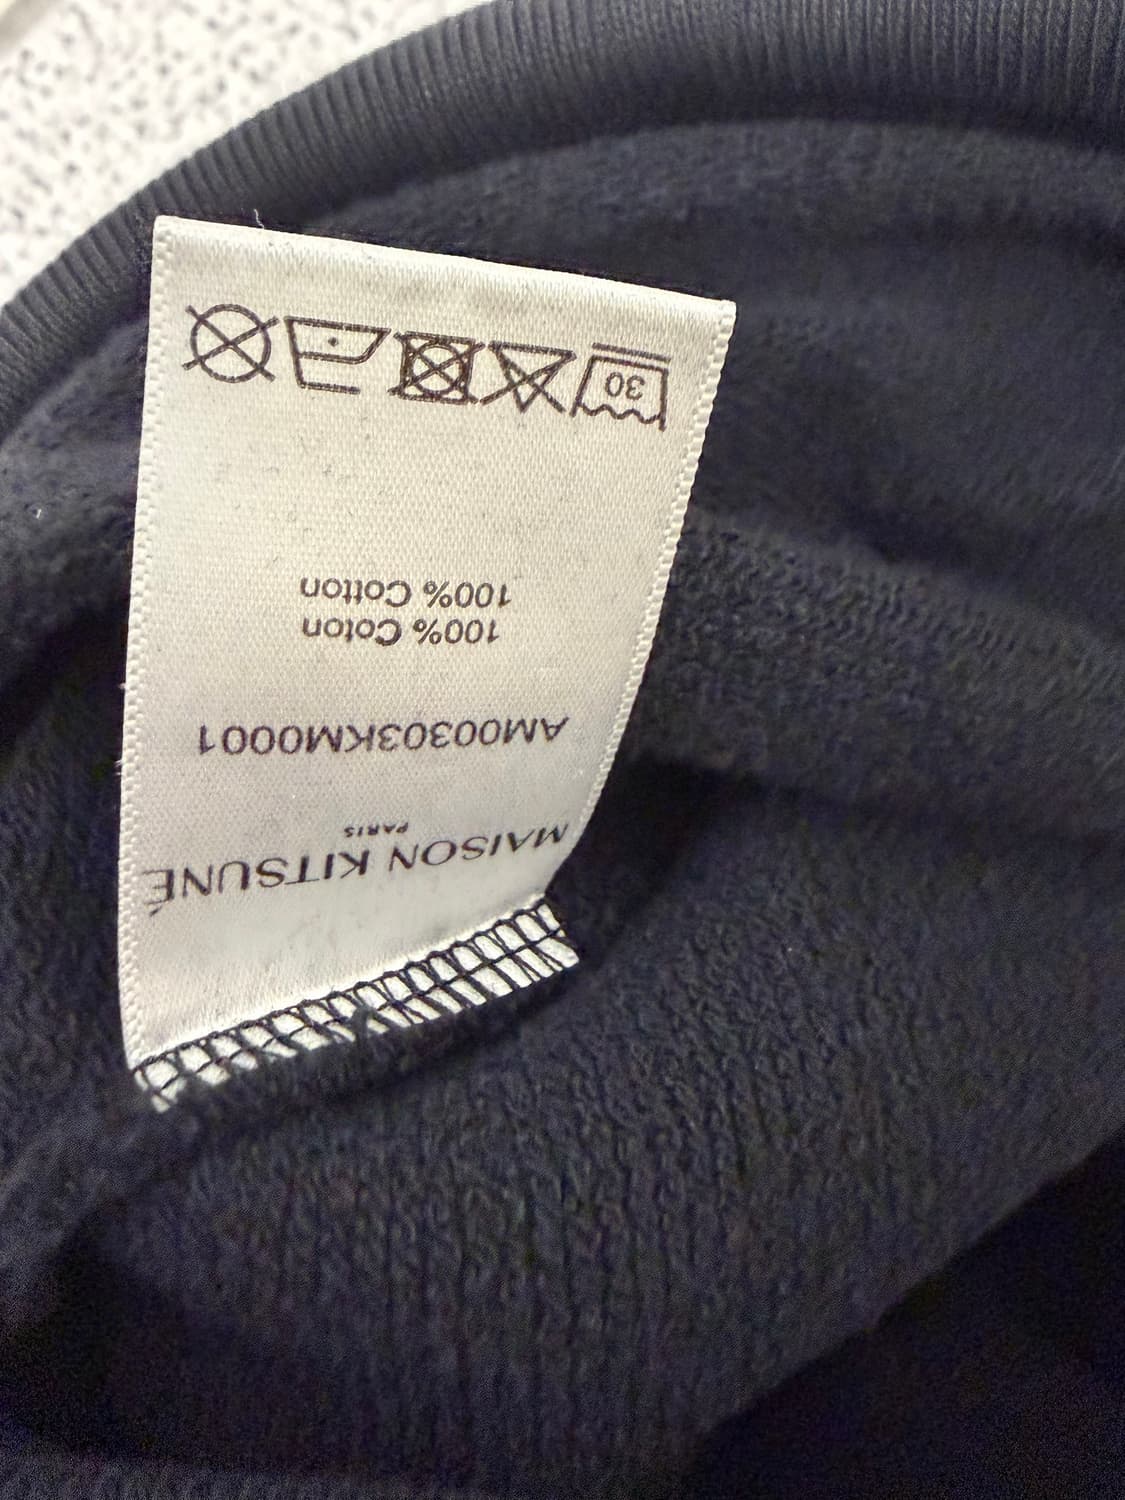 MAISON KITSUNÉ
PARIS
AM00303KM0001
100% Coton
100% Cotton
30